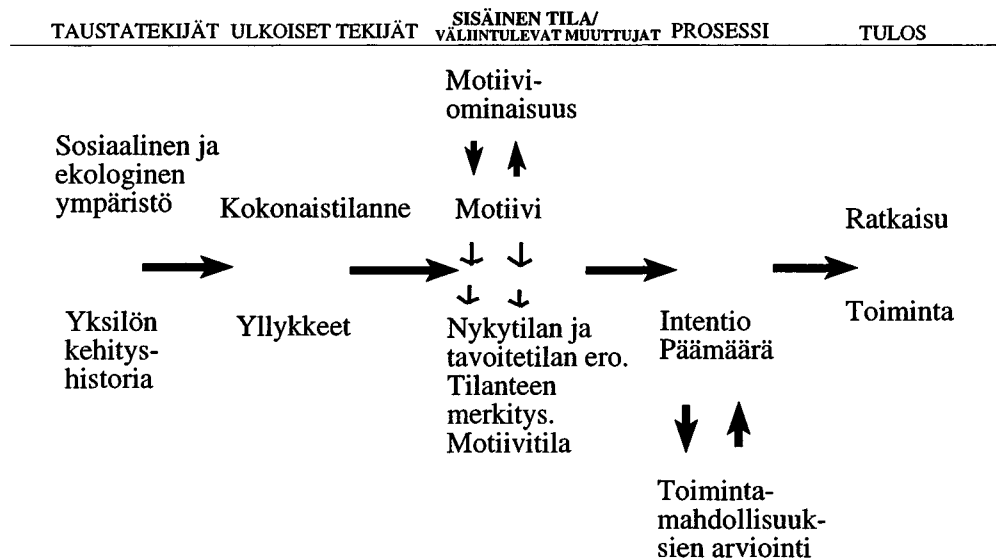 TAUSTATEKIJÄT ULKOISET TEKIJÄT SISÄINEN TILA/ VÄLIINTULEVAT MUUTTUJAT PROSESSI TULOS
Motiivi-
ominaisuus
Sosiaalinen ja
ekologinen
ympäristö
Kokonaistilanne
Motiivi
Ratkaisu
Yksilön
kehitys-
historia
Yllykkeet
Nykytilan ja
tavoitetilan ero.
Tilanteen
merkitys.
Motiivitila
Intentio
Päämäärä
Toiminta
Toiminta-
mahdollisuuk-
sien arviointi